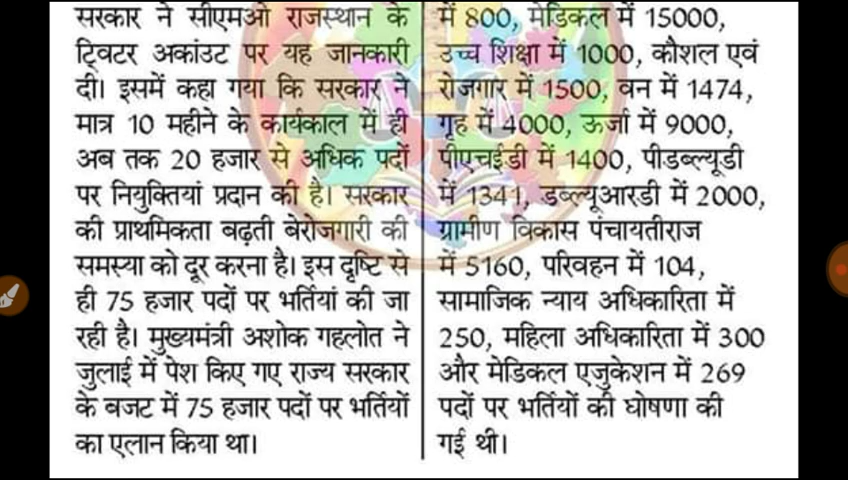 सरकार ने सीएमओ राजस्थान के
ट्विटर अकांउट पर यह जानकारी
दी। इसमें कहा गया कि सरकार ने
मात्र 10 महीने के कार्यकाल में ही
अब तक 20 हजार से अधिक पदों
पर नियुक्तियां प्रदान की है। सरकार
की प्राथमिकता बढ़ती बेरोजगारी की
समस्या को दूर करना है। इस दृष्टि से
ही 75 हजार पदों पर भर्तियां की जा
रही है। मुख्यमंत्री अशोक गहलोत ने
जुलाई में पेश किए गए राज्य सरकार
के बजट में 75 हजार पदों पर भर्तियों
का एलान किया था।
में 800, मेडिकल में 15000,
उच्च शिक्षा में 1000, कौशल एवं
रोजगार में 1500, वन में 1474,
गृह में 4000, ऊर्जा में 9000,
पीएचईडी में 1400, पीडब्ल्यूडी
में 1341, डब्ल्यूआरडी में 2000,
ग्रामीण विकास पंचायतीराज
में 5160, परिवहन में 104,
सामाजिक न्याय अधिकारिता में
250, महिला अधिकारिता में 300
और मेडिकल एजुकेशन में 269
पदों पर भर्तियों की घोषणा की
गई थी।